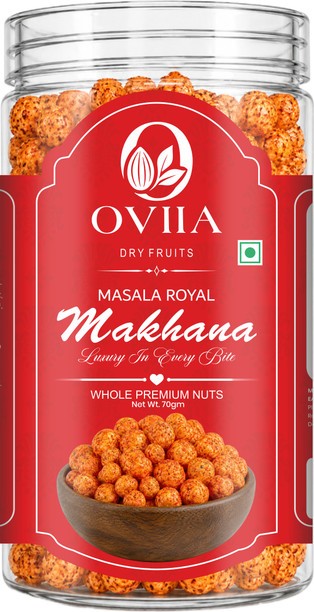 OVIIA
DRY FRUITS
MASALA ROYAL
Makhana
Luxury In Every Bite
WHOLE PREMIUM NUTS
Net Wt. 70gm